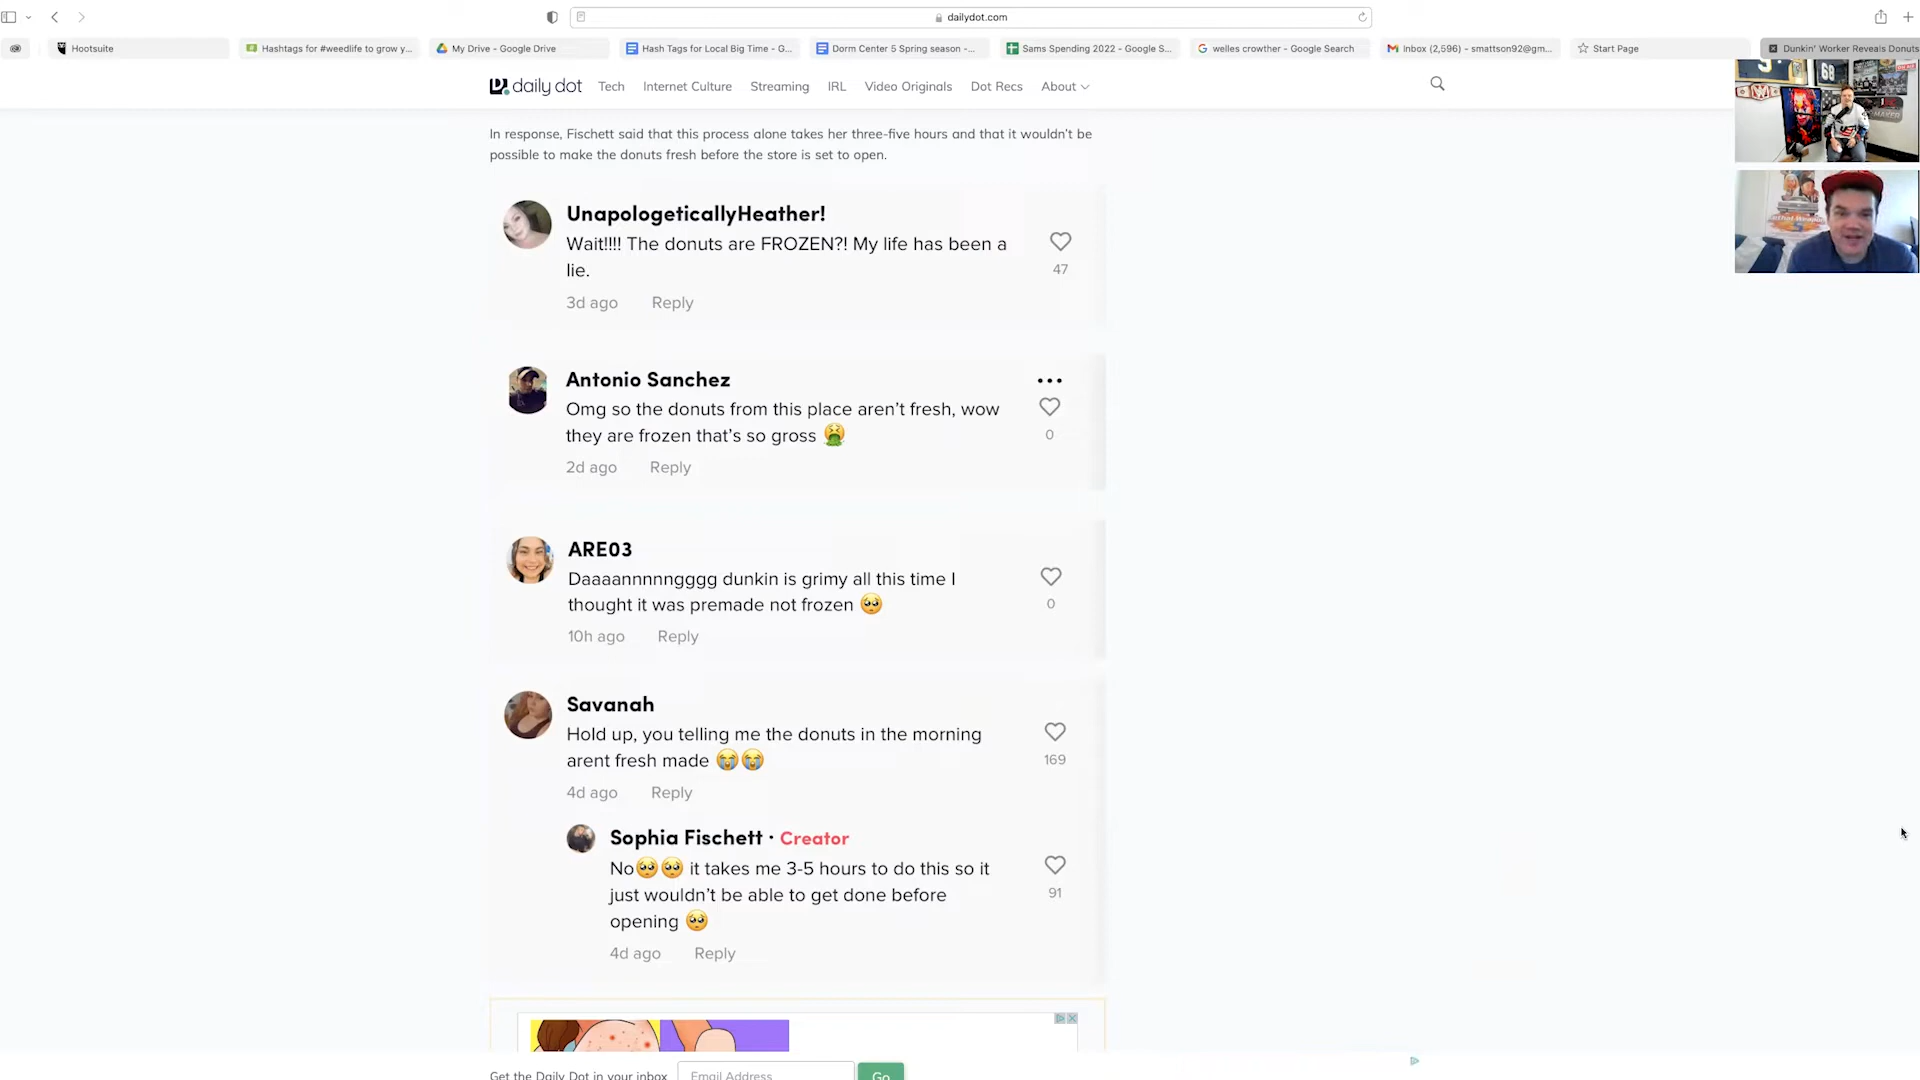 dailydot.com
Hootsuite
Hashtags for #weedlife to grow y...
My Drive - Google Drive
Hash Tags for Local Big Time - G...
Dorm Center 5 Spring season -...
Sams Spending 2022 - Google S...
welles crowther - Google Search
Inbox (2,596) - smattson92@gm...
Start Page
Dunkin' Worker Reveals Donuts
daily dot
Tech
Internet Culture
Streaming
IRL
Video Originals
Dot Recs
About
In response, Fischett said that this process alone takes her three-five hours and that it wouldn't be
possible to make the donuts fresh before the store is set to open.
UnapologeticallyHeather!
Wait!!!! The donuts are FROZEN?! My life has been a
lie.
47
3d ago Reply
Antonio Sanchez
Omg so the donuts from this place aren't fresh, wow
they are frozen that's so gross 🤮
0
2d ago Reply
ARE03
Daaaannnnngggg dunkin is grimy all this time I
thought it was premade not frozen 🥺
0
10h ago Reply
Savanah
Hold up, you telling me the donuts in the morning
arent fresh made 😭😭
169
4d ago Reply
Sophia Fischett · Creator
No🥺🥺 it takes me 3-5 hours to do this so it
just wouldn't be able to get done before
opening 🥺
91
4d ago Reply
Get the Daily Dot in your inbox
Email Address
Go